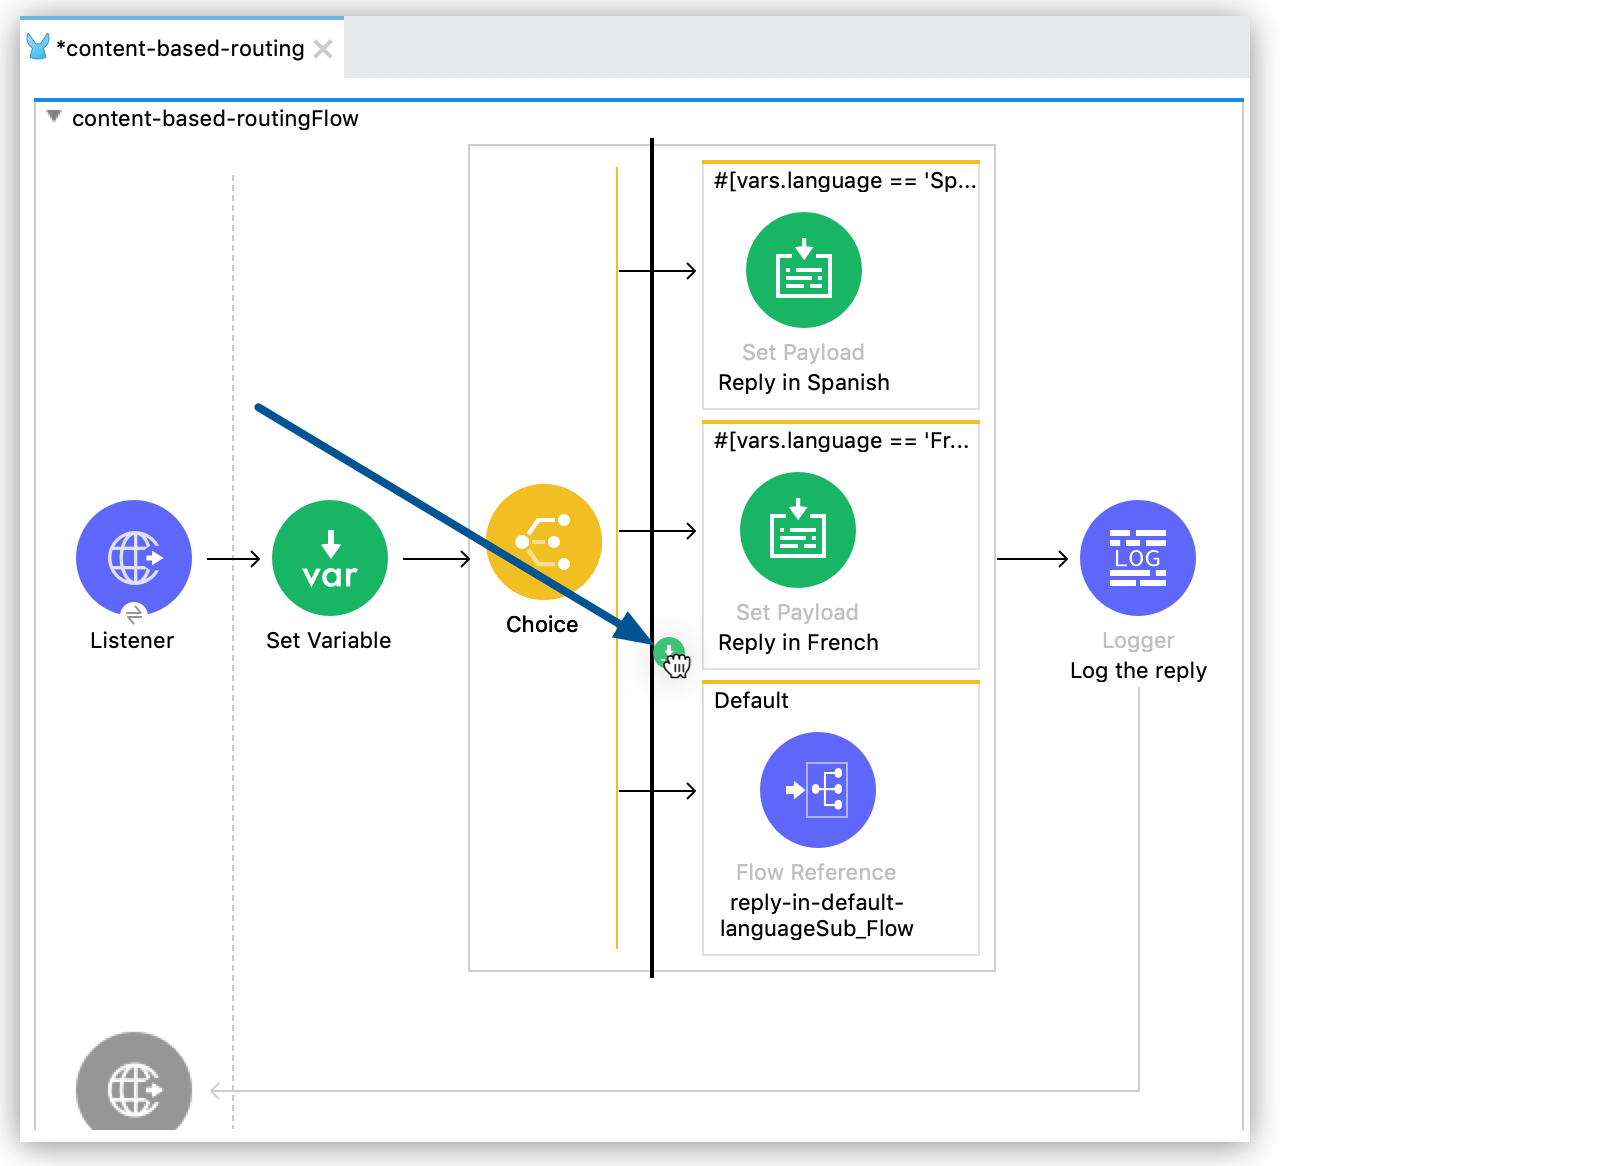 *content-based-routing
content-based-routingFlow
#[vars.language == 'Sp...
Set Payload
Reply in Spanish
#[vars.language == 'Fr...
Set Payload
Reply in French
Default
Flow Reference
reply-in-default-
languageSub_Flow
Listener
var
Set Variable
Choice
LOG
Logger
Log the reply